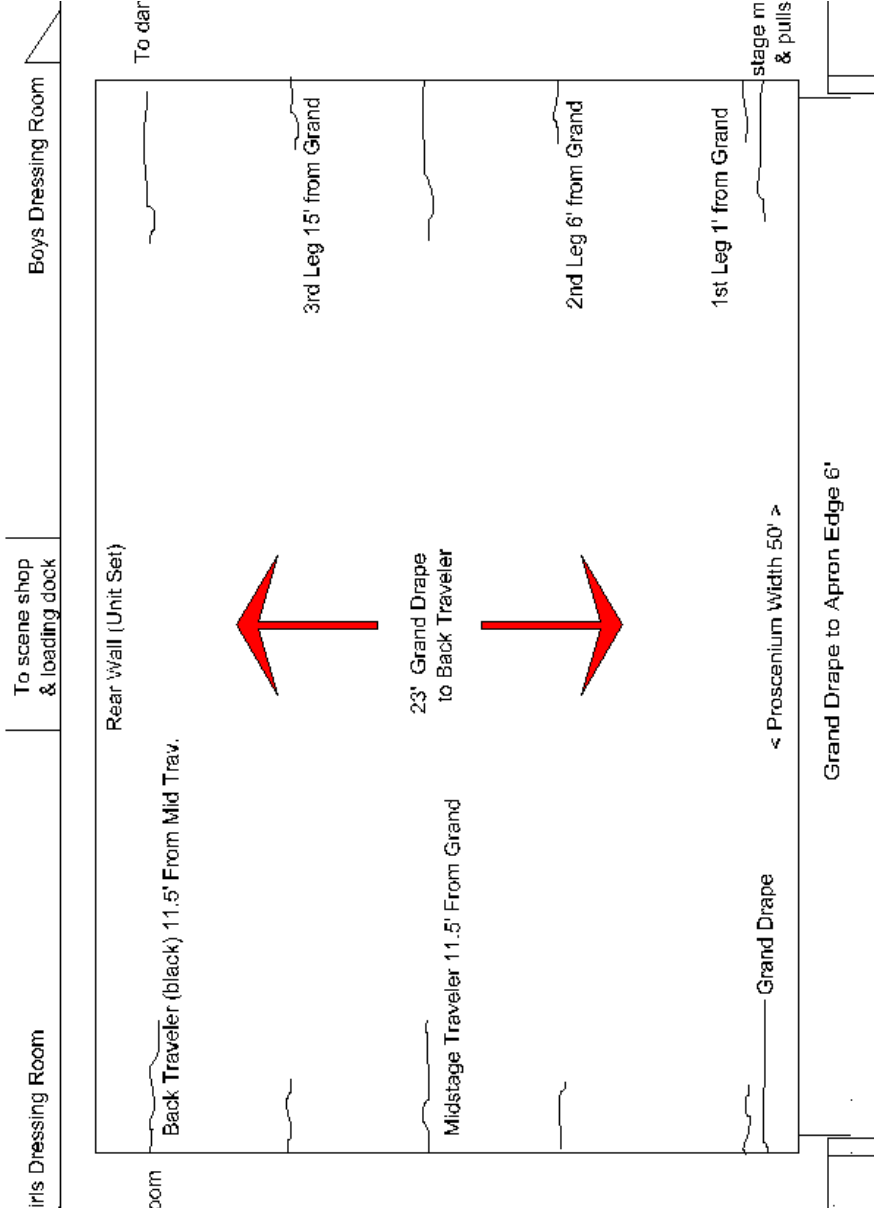 irls Dressing Room
To scene shop
& loading dock
Boys Dressing Room
oom
Rear Wall (Unit Set)
To dar
Back Traveler (black) 11.5' From Mid Trav.
3rd Leg 15' from Grand
23' Grand Drape
to Back Traveler
Midstage Traveler 11.5' From Grand
2nd Leg 6' from Grand
1st Leg 1' from Grand
Grand Drape
< Proscenium Width 50' >
stage m
& pulls
Grand Drape to Apron Edge 6'